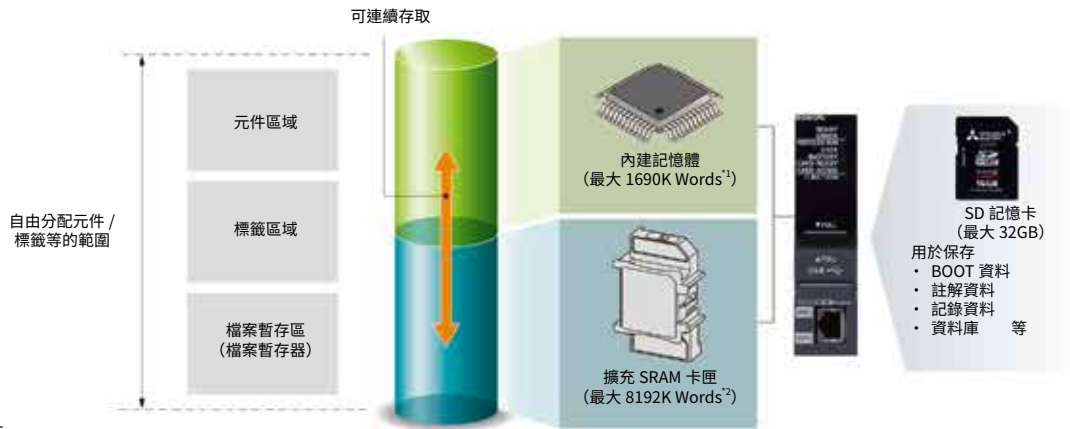 可連續存取
元件區域
標籤區域
檔案暫存區
(檔案暫存器)
自由分配元件 /
標籤等的範圍
內建記憶體
(最大 1690K Words*1)
擴充 SRAM 卡匣
(最大 8192K Words*2)
SD 記憶卡
(最大 32GB)
用於保存
・ BOOT 資料
・ 註解資料
・ 記錄資料
・ 資料庫 等